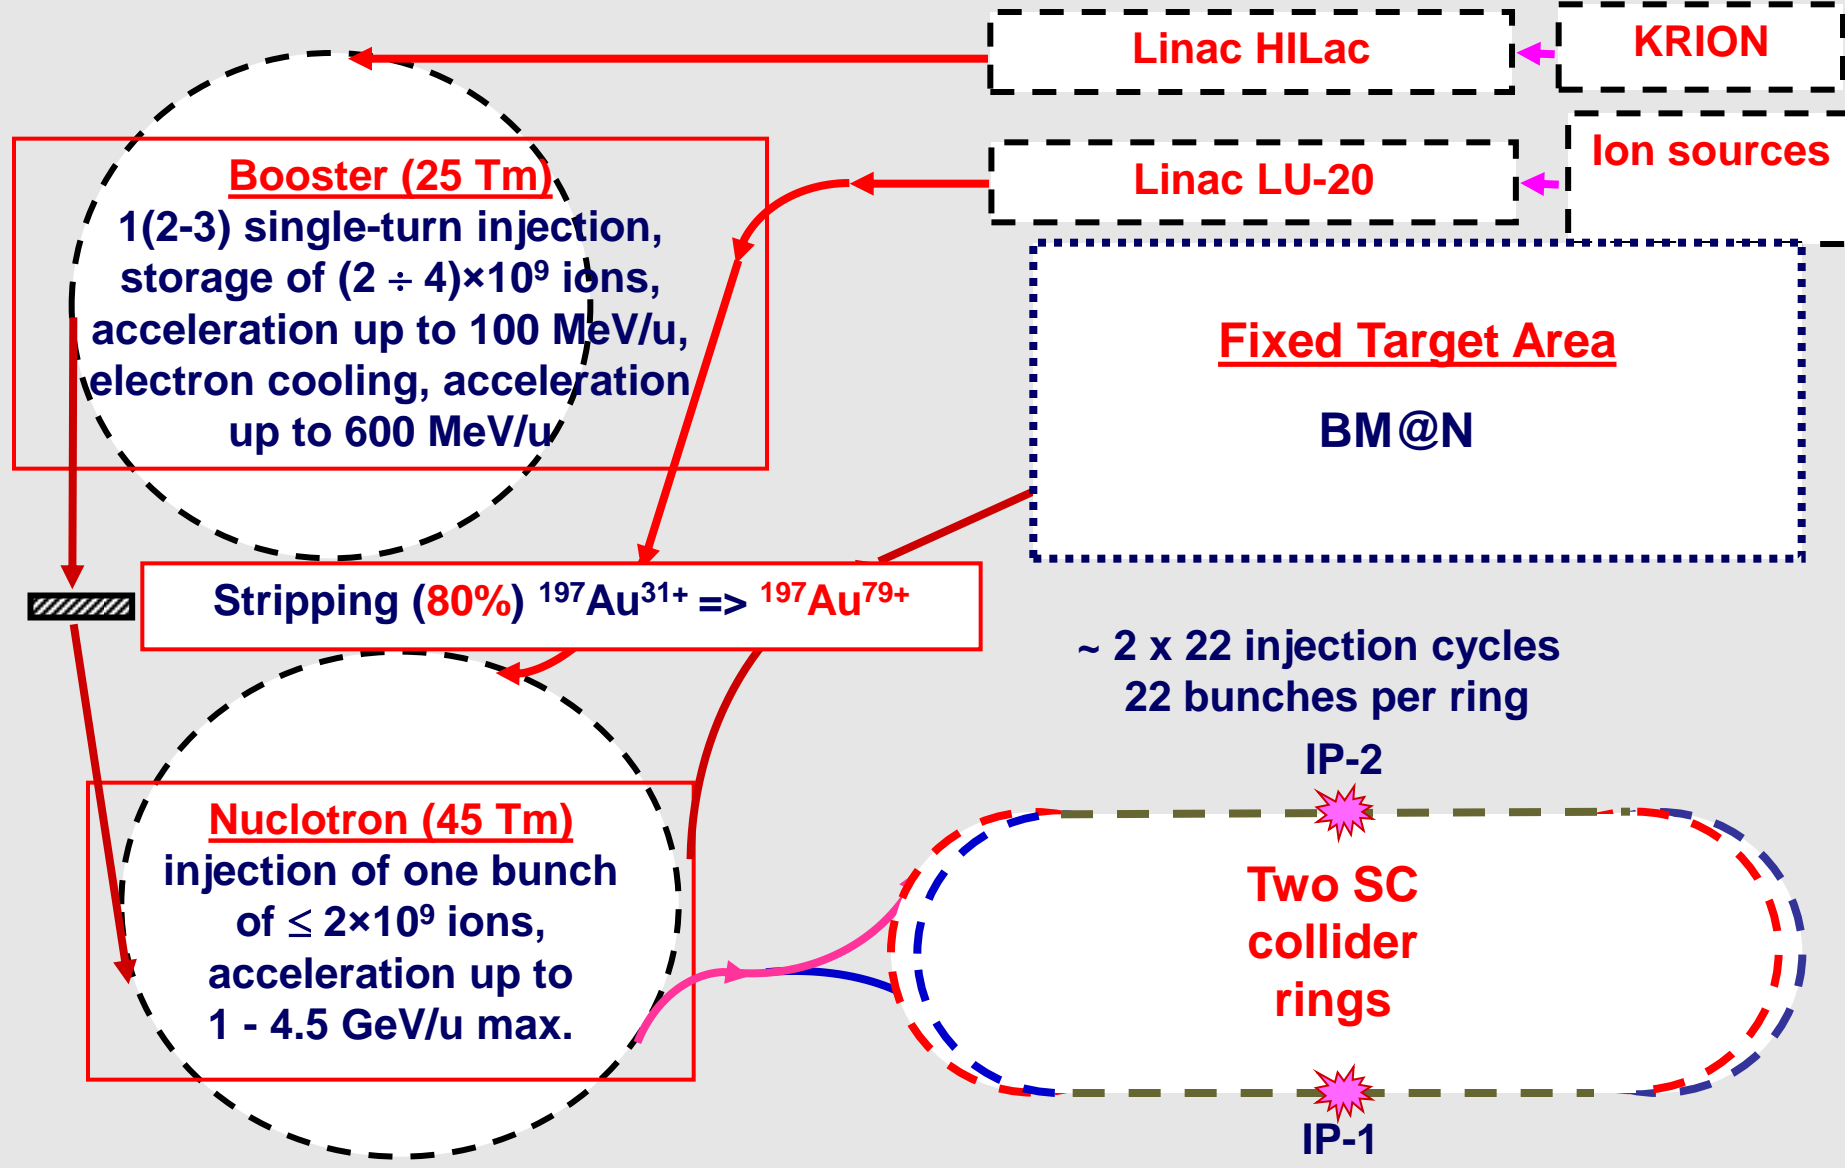 Linac HILac
KRION
Linac LU-20
Ion sources
Booster (25 Tm)
1(2-3) single-turn injection,
storage of (2 ÷ 4)×10⁹ ions,
acceleration up to 100 MeV/u,
electron cooling, acceleration
up to 600 MeV/u
Fixed Target Area
BM@N
Stripping (80%) ¹⁹⁷Au³¹⁺ => ¹⁹⁷Au⁷⁹⁺
~ 2 x 22 injection cycles
22 bunches per ring
IP-2
Nuclotron (45 Tm)
injection of one bunch
of ≤ 2×10⁹ ions,
acceleration up to
1 - 4.5 GeV/u max.
Two SC
collider
rings
IP-1